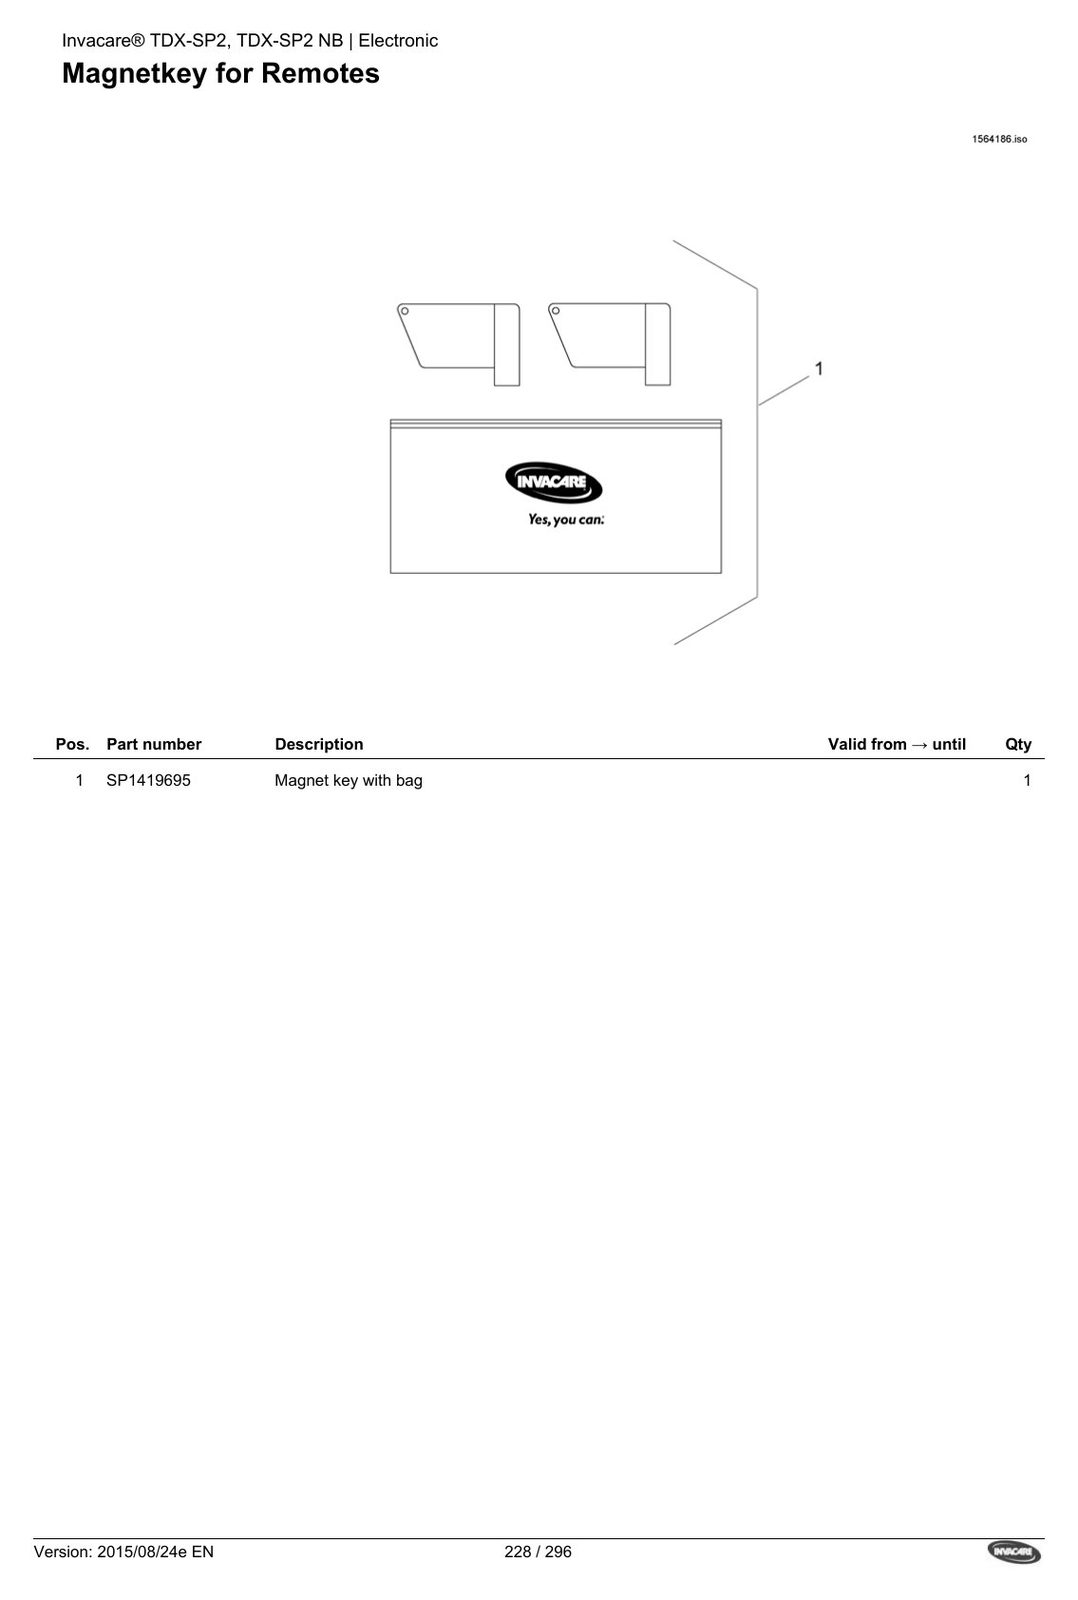 Invacare® TDX-SP2, TDX-SP2 NB | Electronic
Magnetkey for Remotes
1564186.iso
1
INVACARE
Yes, you can.
Pos. Part number Description Valid from → until Qty
1 SP1419695 Magnet key with bag 1
Version: 2015/08/24e EN 228 / 296 INVACARE